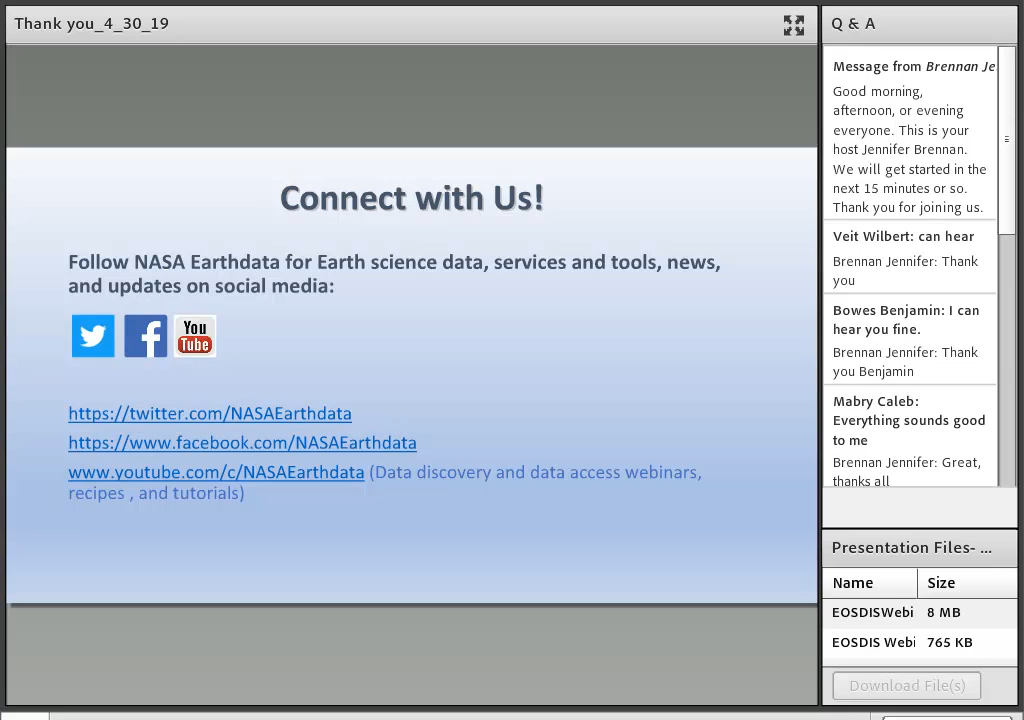 Thank you_4_30_19
Connect with Us!
Follow NASA Earthdata for Earth science data, services and tools, news,
and updates on social media:
You
Tube
https://twitter.com/NASAEarthdata
https://www.facebook.com/NASAEarthdata
www.youtube.com/c/NASAEarthdata (Data discovery and data access webinars,
recipes , and tutorials)
Q & A
Message from Brennan Je
Good morning,
afternoon, or evening
everyone. This is your
host Jennifer Brennan.
We will get started in the
next 15 minutes or so.
Thank you for joining us.
Veit Wilbert: can hear
Brennan Jennifer: Thank
you
Bowes Benjamin: I can
hear you fine.
Brennan Jennifer: Thank
you Benjamin
Mabry Caleb:
Everything sounds good
to me
Brennan Jennifer: Great,
thanks all
Presentation Files- ...
Name Size
EOSDISWebi 8 MB
EOSDIS Webi 765 KB
Download File(s)